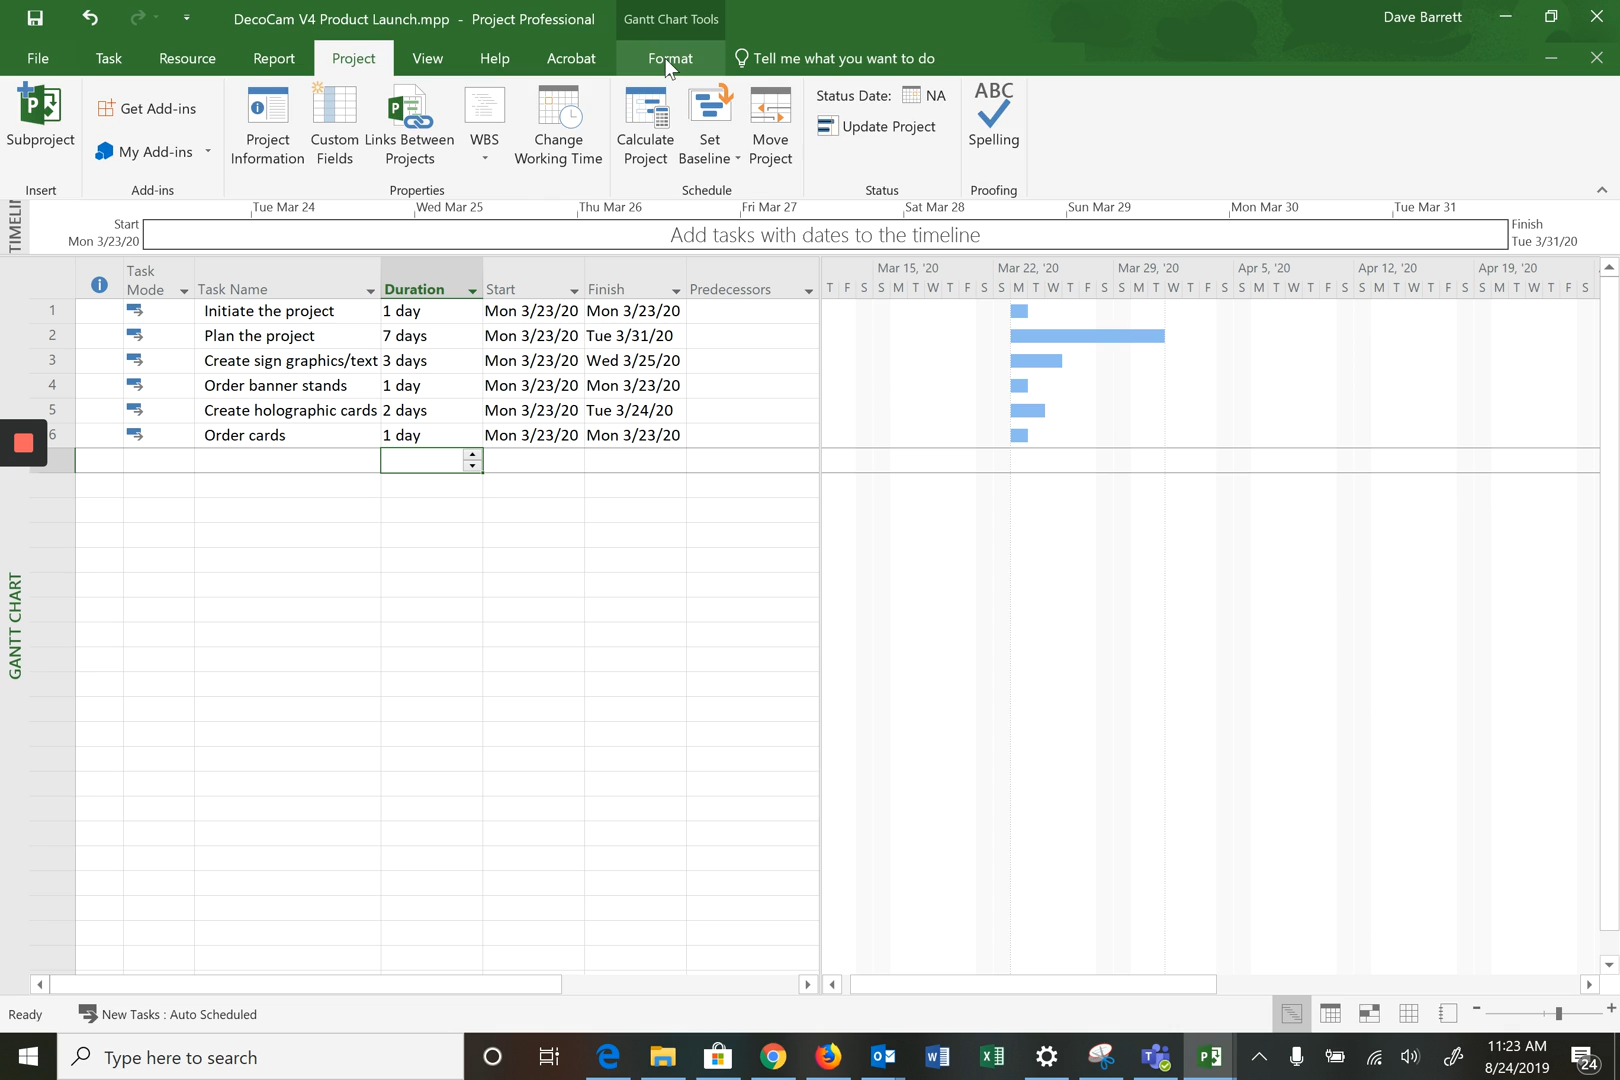 DecoCam V4 Product Launch.mpp - Project Professional
Gantt Chart Tools
Dave Barrett
File Task Resource Report Project View Help Acrobat Format Tell me what you want to do
Subproject
Get Add-ins
My Add-ins
Project Information
Custom Fields
Links Between Projects
WBS
Change Working Time
Calculate Project
Set Baseline
Move Project
Status Date: NA
Update Project
ABC
Spelling
Insert Add-ins Properties Schedule Status Proofing
Tue Mar 24 Wed Mar 25 Thu Mar 26 Fri Mar 27 Sat Mar 28 Sun Mar 29 Mon Mar 30 Tue Mar 31
Start
Mon 3/23/20
Add tasks with dates to the timeline
Finish
Tue 3/31/20
Task Mode Task Name Duration Start Finish Predecessors
1 Initiate the project 1 day Mon 3/23/20 Mon 3/23/20
2 Plan the project 7 days Mon 3/23/20 Tue 3/31/20
3 Create sign graphics/text 3 days Mon 3/23/20 Wed 3/25/20
4 Order banner stands 1 day Mon 3/23/20 Mon 3/23/20
5 Create holographic cards 2 days Mon 3/23/20 Tue 3/24/20
6 Order cards 1 day Mon 3/23/20 Mon 3/23/20
Mar 15, '20 Mar 22, '20 Mar 29, '20 Apr 5, '20 Apr 12, '20 Apr 19, '20
T F S S M T W T F S S M T W T F S S M T W T F S S M T W T F S S M T W T F S S M T W T F S
GANTT CHART
Ready
New Tasks : Auto Scheduled
Type here to search
11:23 AM
8/24/2019
24